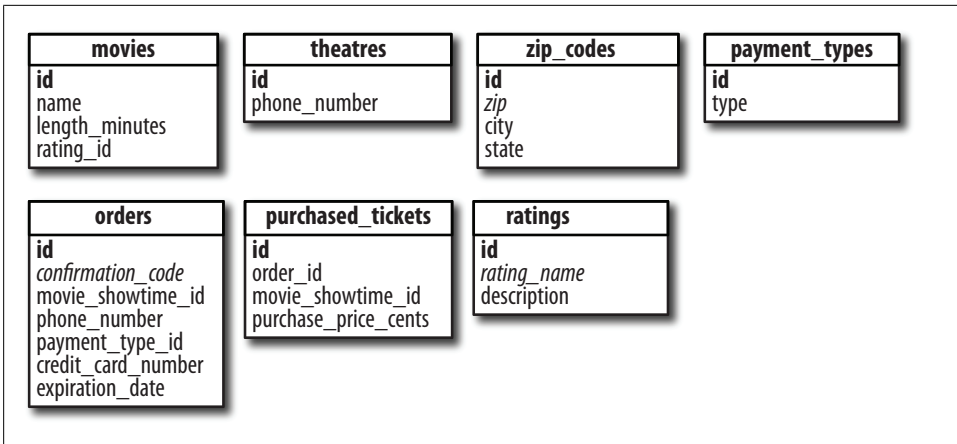 movies
id
name
length_minutes
rating_id
theatres
id
phone_number
zip_codes
id
zip
city
state
payment_types
id
type
orders
id
confirmation_code
movie_showtime_id
phone_number
payment_type_id
credit_card_number
expiration_date
purchased_tickets
id
order_id
movie_showtime_id
purchase_price_cents
ratings
id
rating_name
description